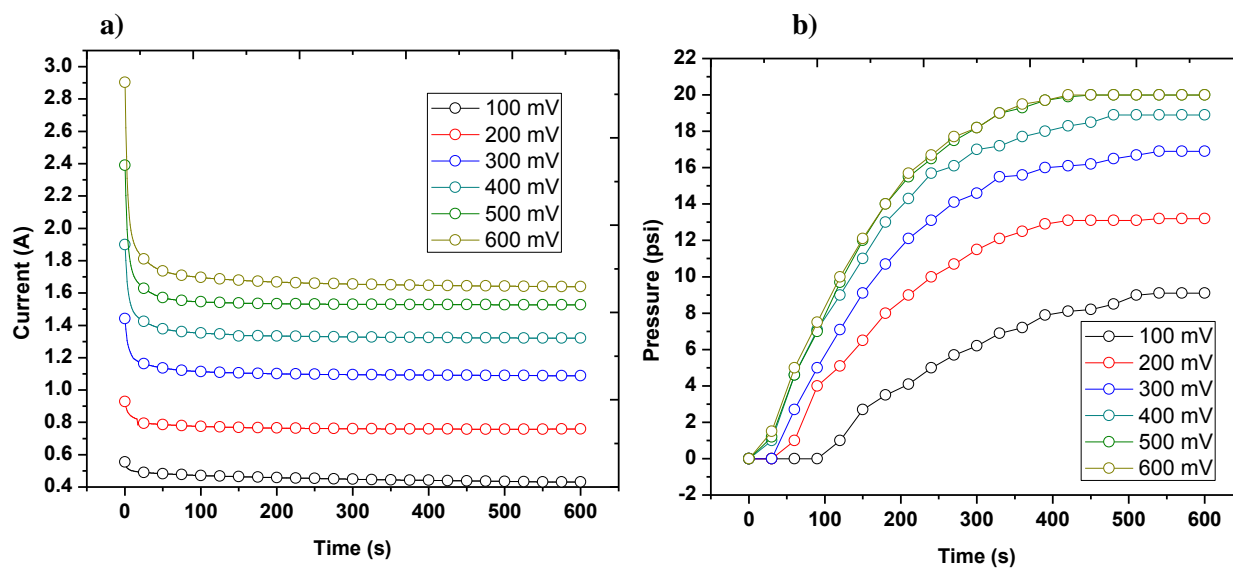 a)
3.0
2.8
2.6
2.4
2.2
2.0
1.8
1.6
1.4
1.2
1.0
0.8
0.6
0.4
Current (A)
100 mV
200 mV
300 mV
400 mV
500 mV
600 mV
0 100 200 300 400 500 600
Time (s)
b)
22
20
18
16
14
12
10
8
6
4
2
0
-2
Pressure (psi)
100 mV
200 mV
300 mV
400 mV
500 mV
600 mV
0 100 200 300 400 500 600
Time (s)